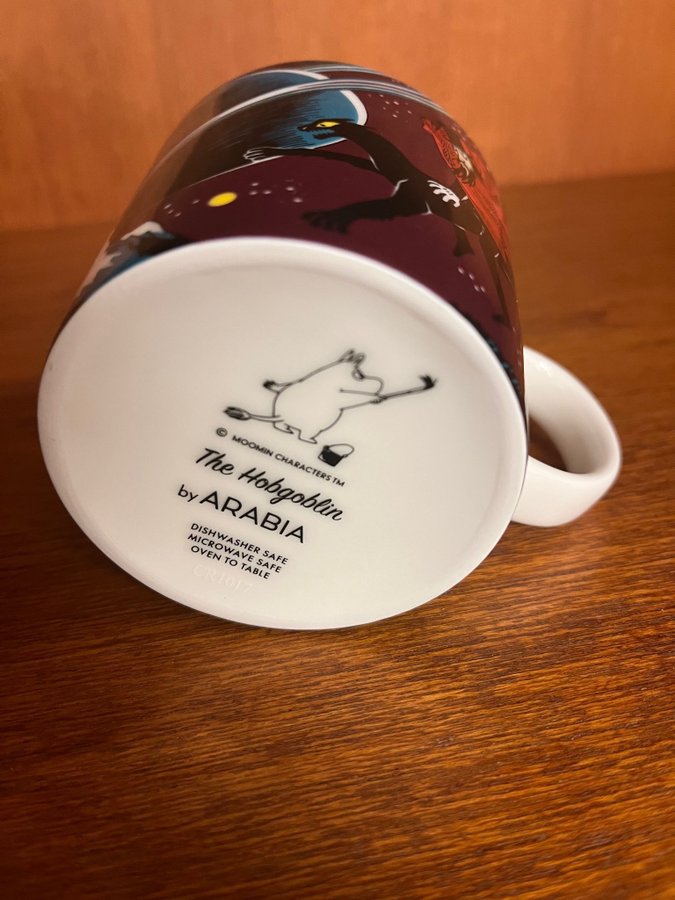 © MOOMIN CHARACTERS™
The Hobgoblin
by ARABIA
DISHWASHER SAFE
MICROWAVE SAFE
OVEN TO TABLE